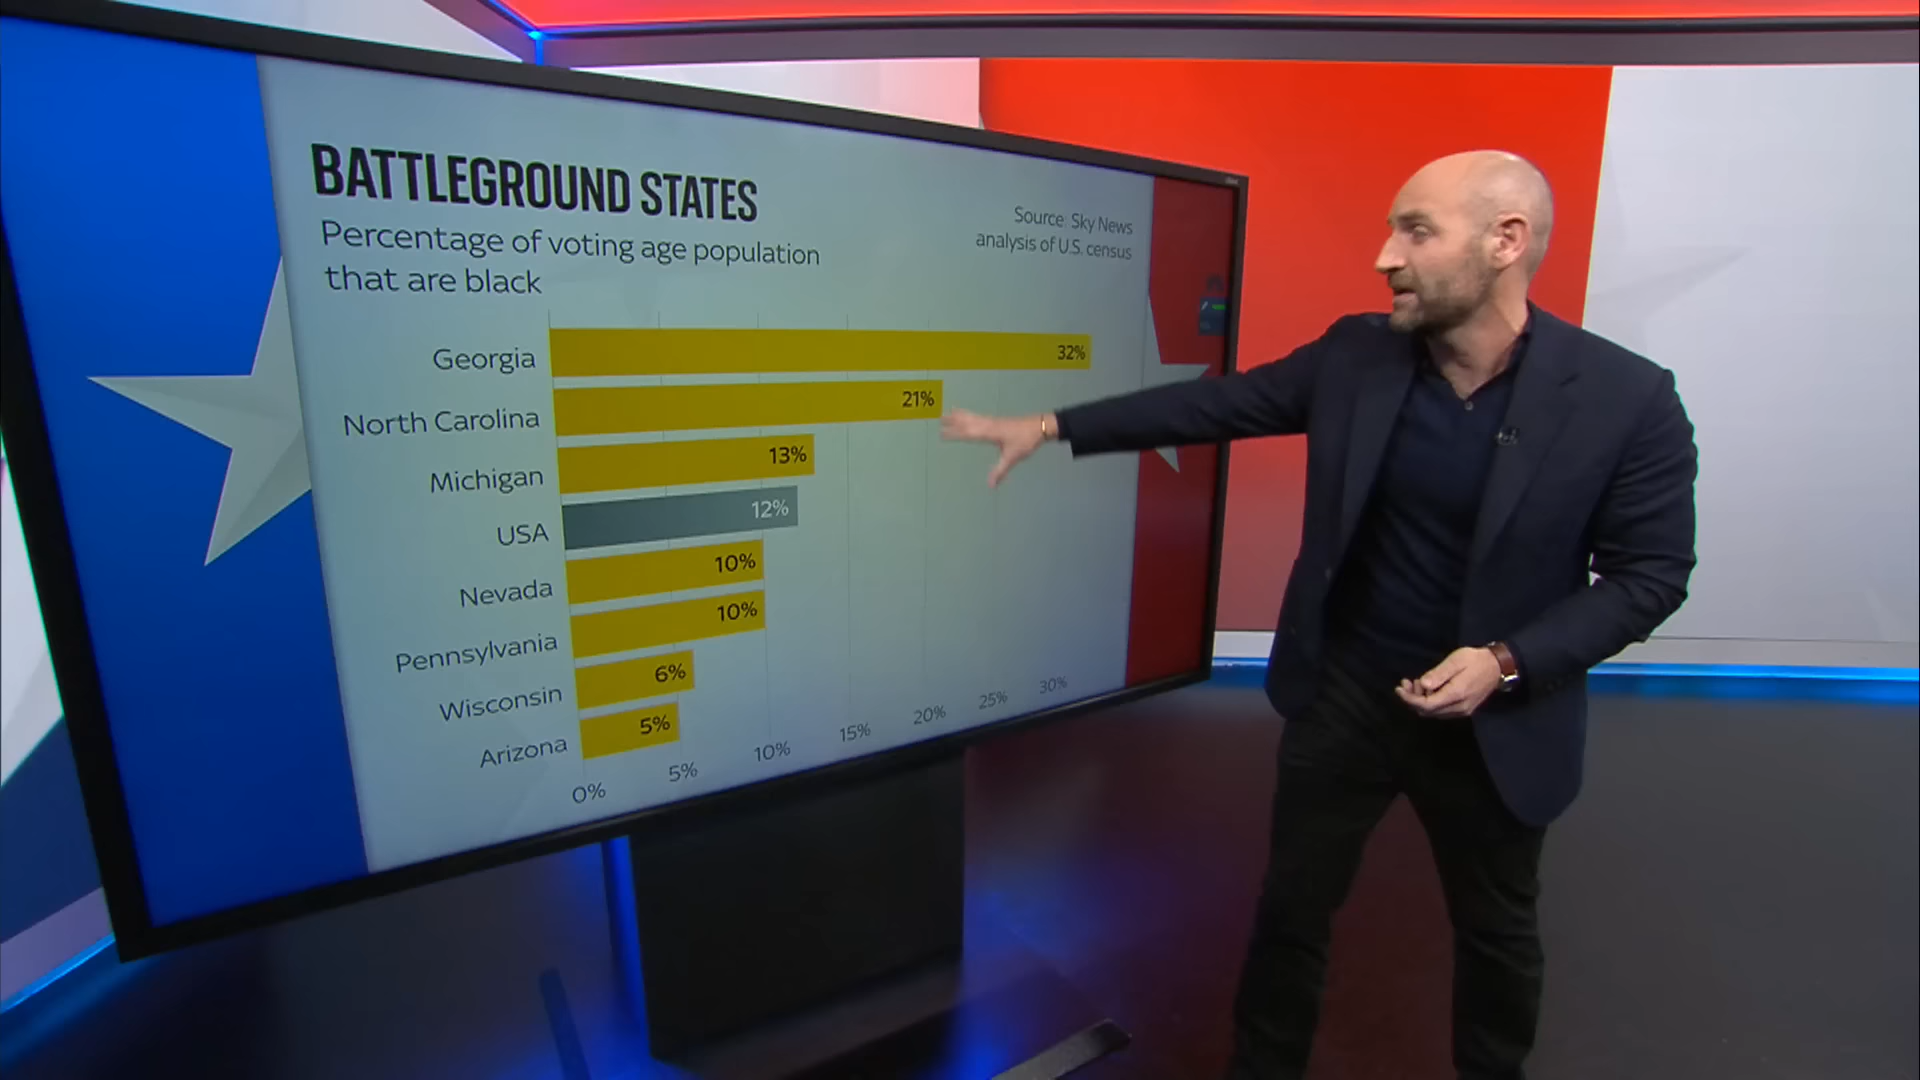 BATTLEGROUND STATES
Percentage of voting age population
that are black
Source: Sky News
analysis of U.S. census
Georgia 32%
North Carolina 21%
Michigan 13%
USA 12%
Nevada 10%
Pennsylvania 10%
Wisconsin 6%
Arizona 5%
0% 5% 10% 15% 20% 25% 30%